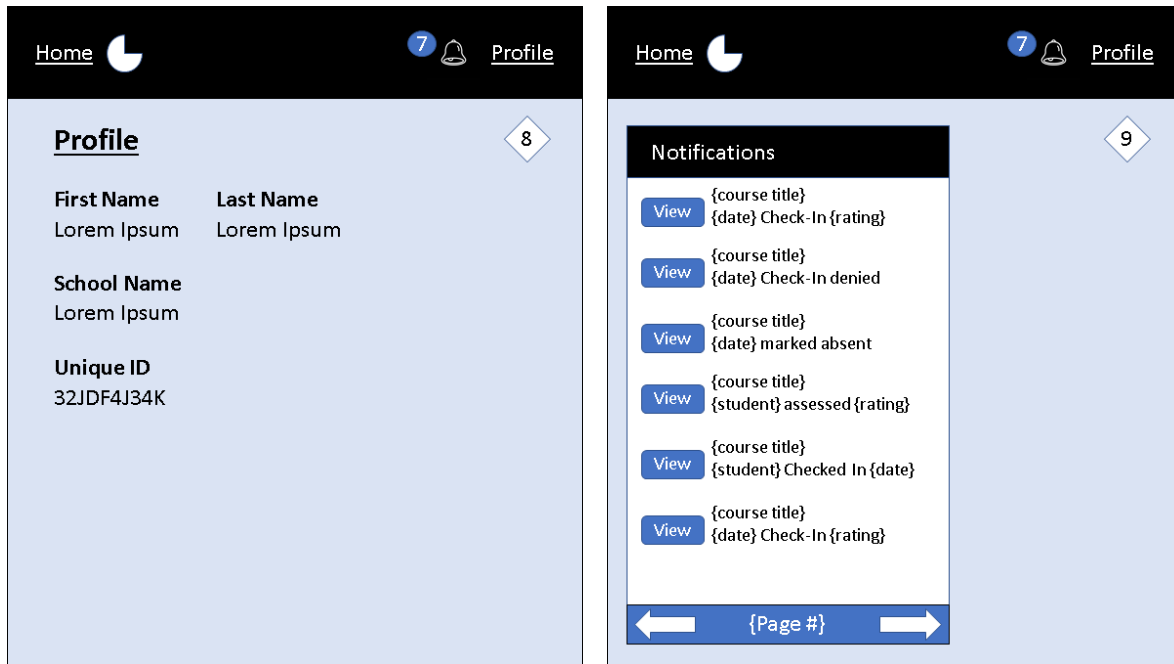 Home 7 Profile
Profile 8
First Name Last Name
Lorem Ipsum Lorem Ipsum
School Name
Lorem Ipsum
Unique ID
32JDF4J34K
Home 7 Profile
9
Notifications
View {course title}
{date} Check-In {rating}
View {course title}
{date} Check-In denied
View {course title}
{date} marked absent
View {course title}
{student} assessed {rating}
View {course title}
{student} Checked In {date}
View {course title}
{date} Check-In {rating}
{Page #}